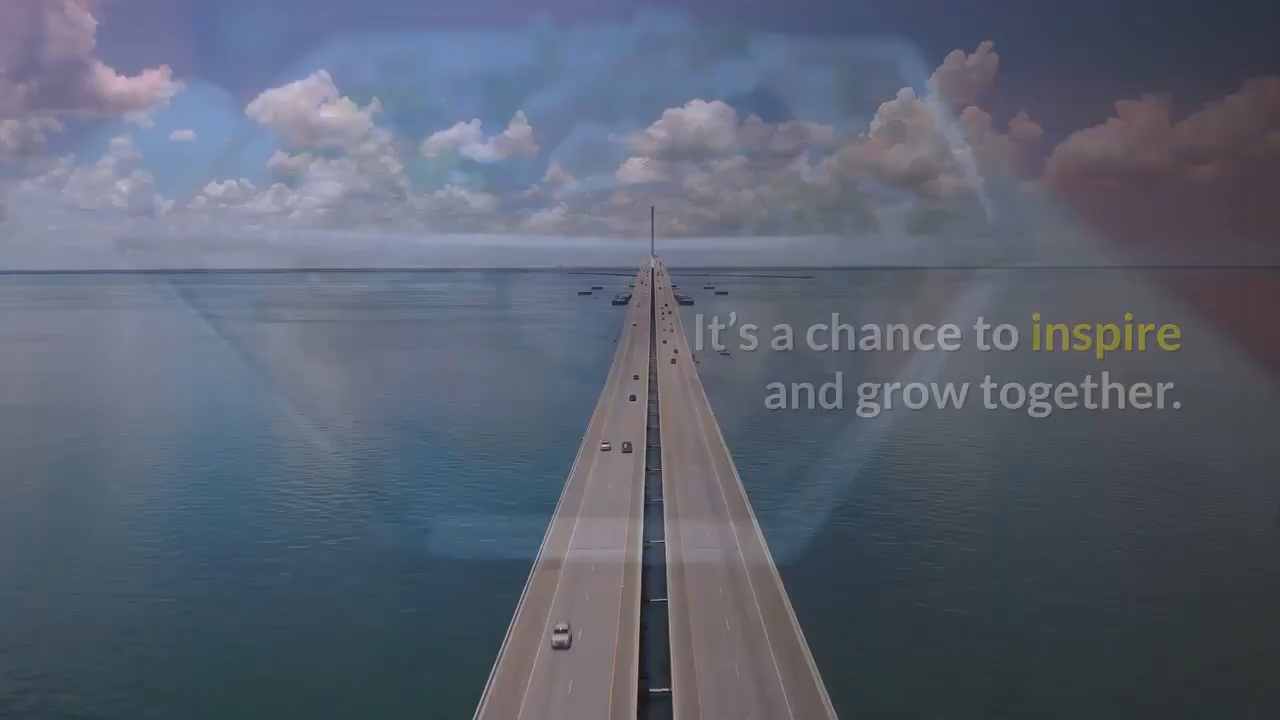 It’s a chance to inspire
and grow together.